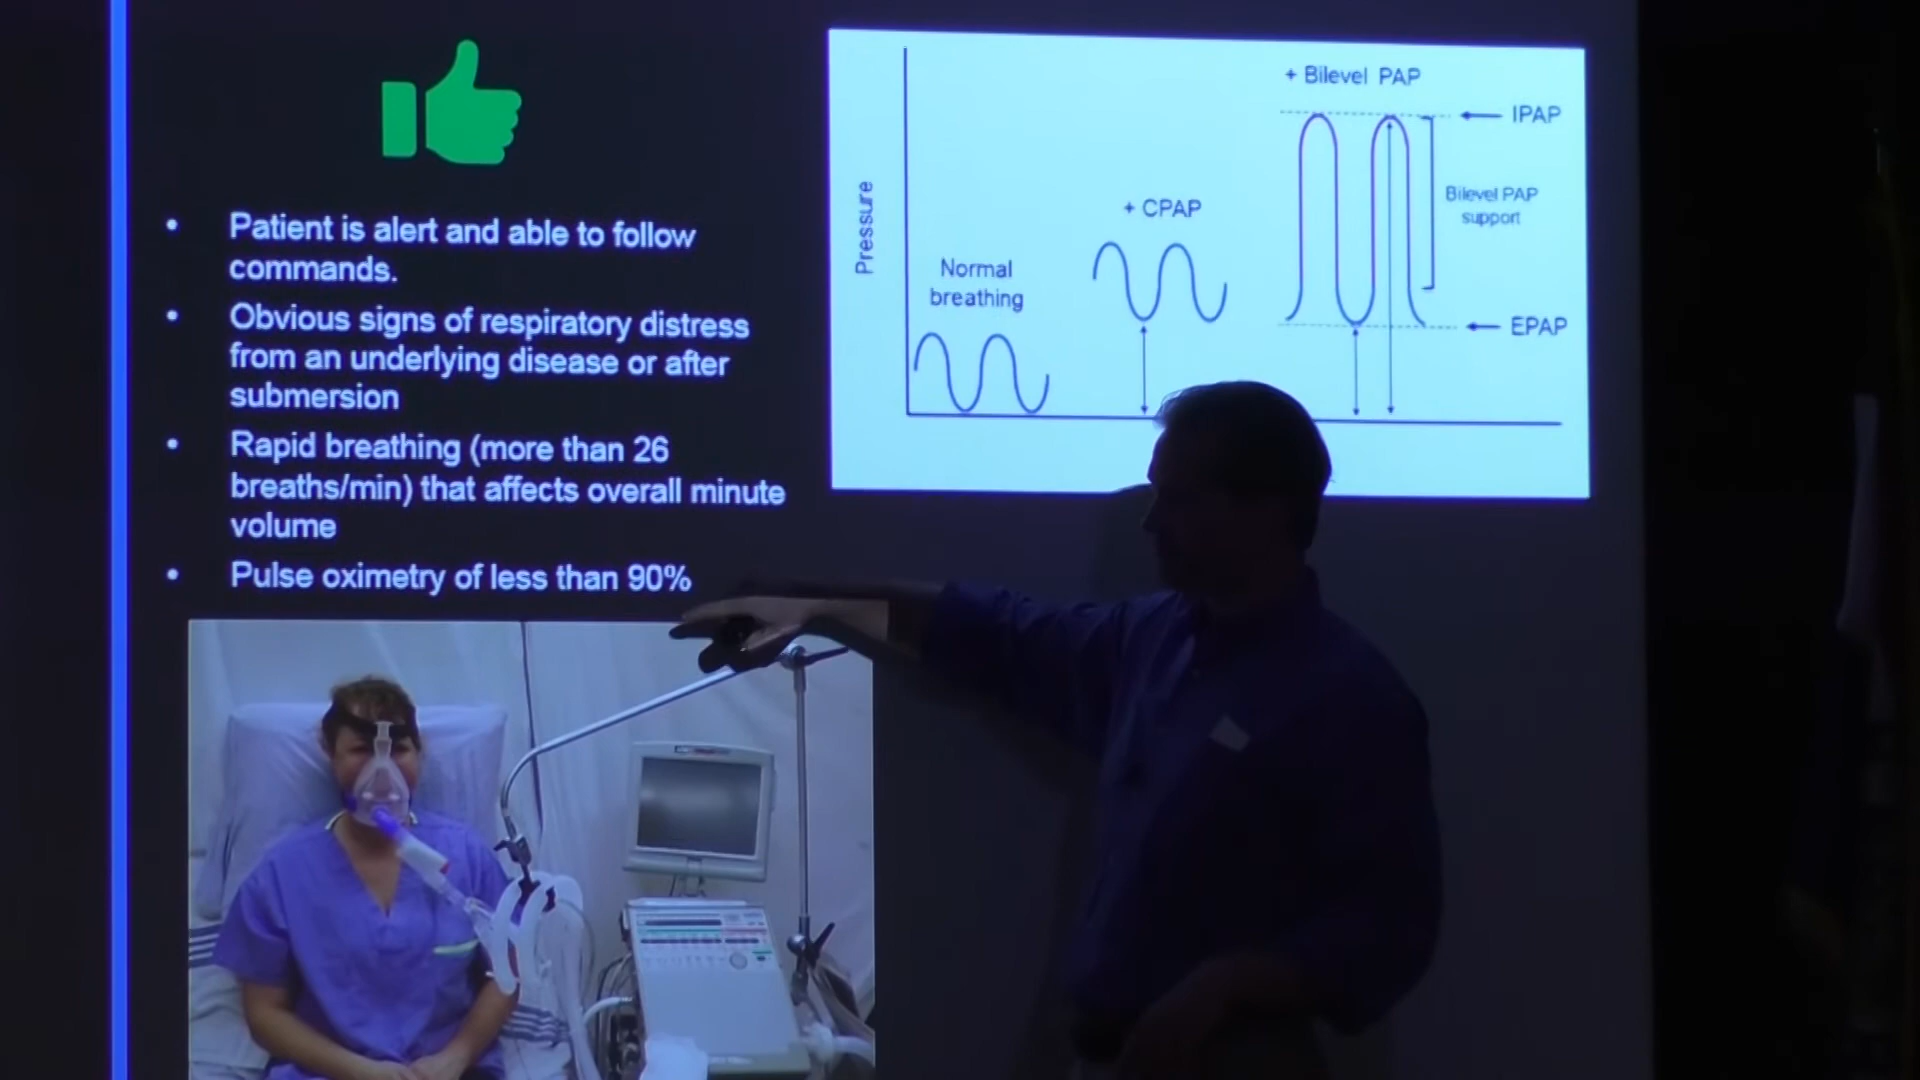 Patient is alert and able to follow
commands.
Obvious signs of respiratory distress
from an underlying disease or after
submersion
Rapid breathing (more than 26
breaths/min) that affects overall minute
volume
Pulse oximetry of less than 90%
Pressure
Normal
breathing
+ CPAP
+ Bilevel PAP
IPAP
Bilevel PAP
support
EPAP